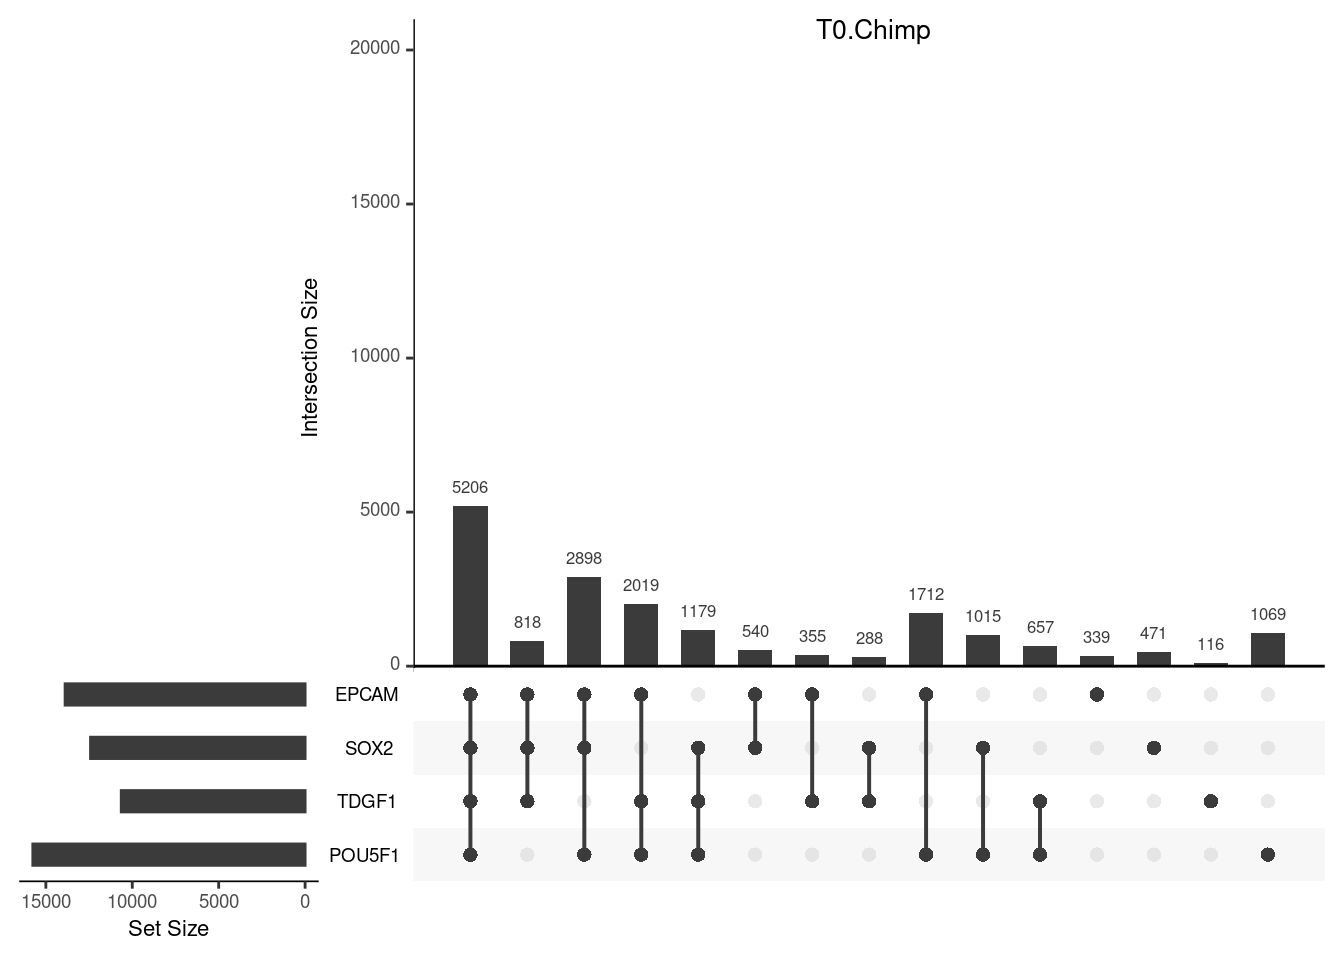 T0.Chimp
20000
15000
10000
5000
0
Intersection Size
5206
818
2898
2019
1179
540
355
288
1712
1015
657
339
471
116
1069
EPCAM
SOX2
TDGF1
POU5F1
15000 10000 5000 0
Set Size